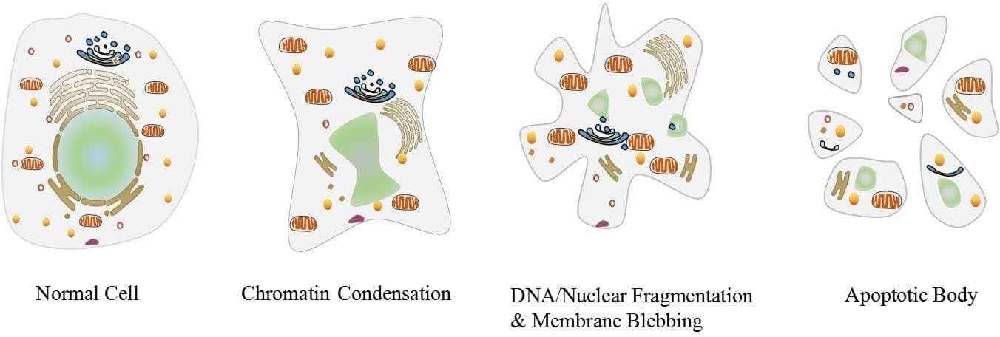 Normal Cell
Chromatin Condensation
DNA/Nuclear Fragmentation
& Membrane Blebbing
Apoptotic Body